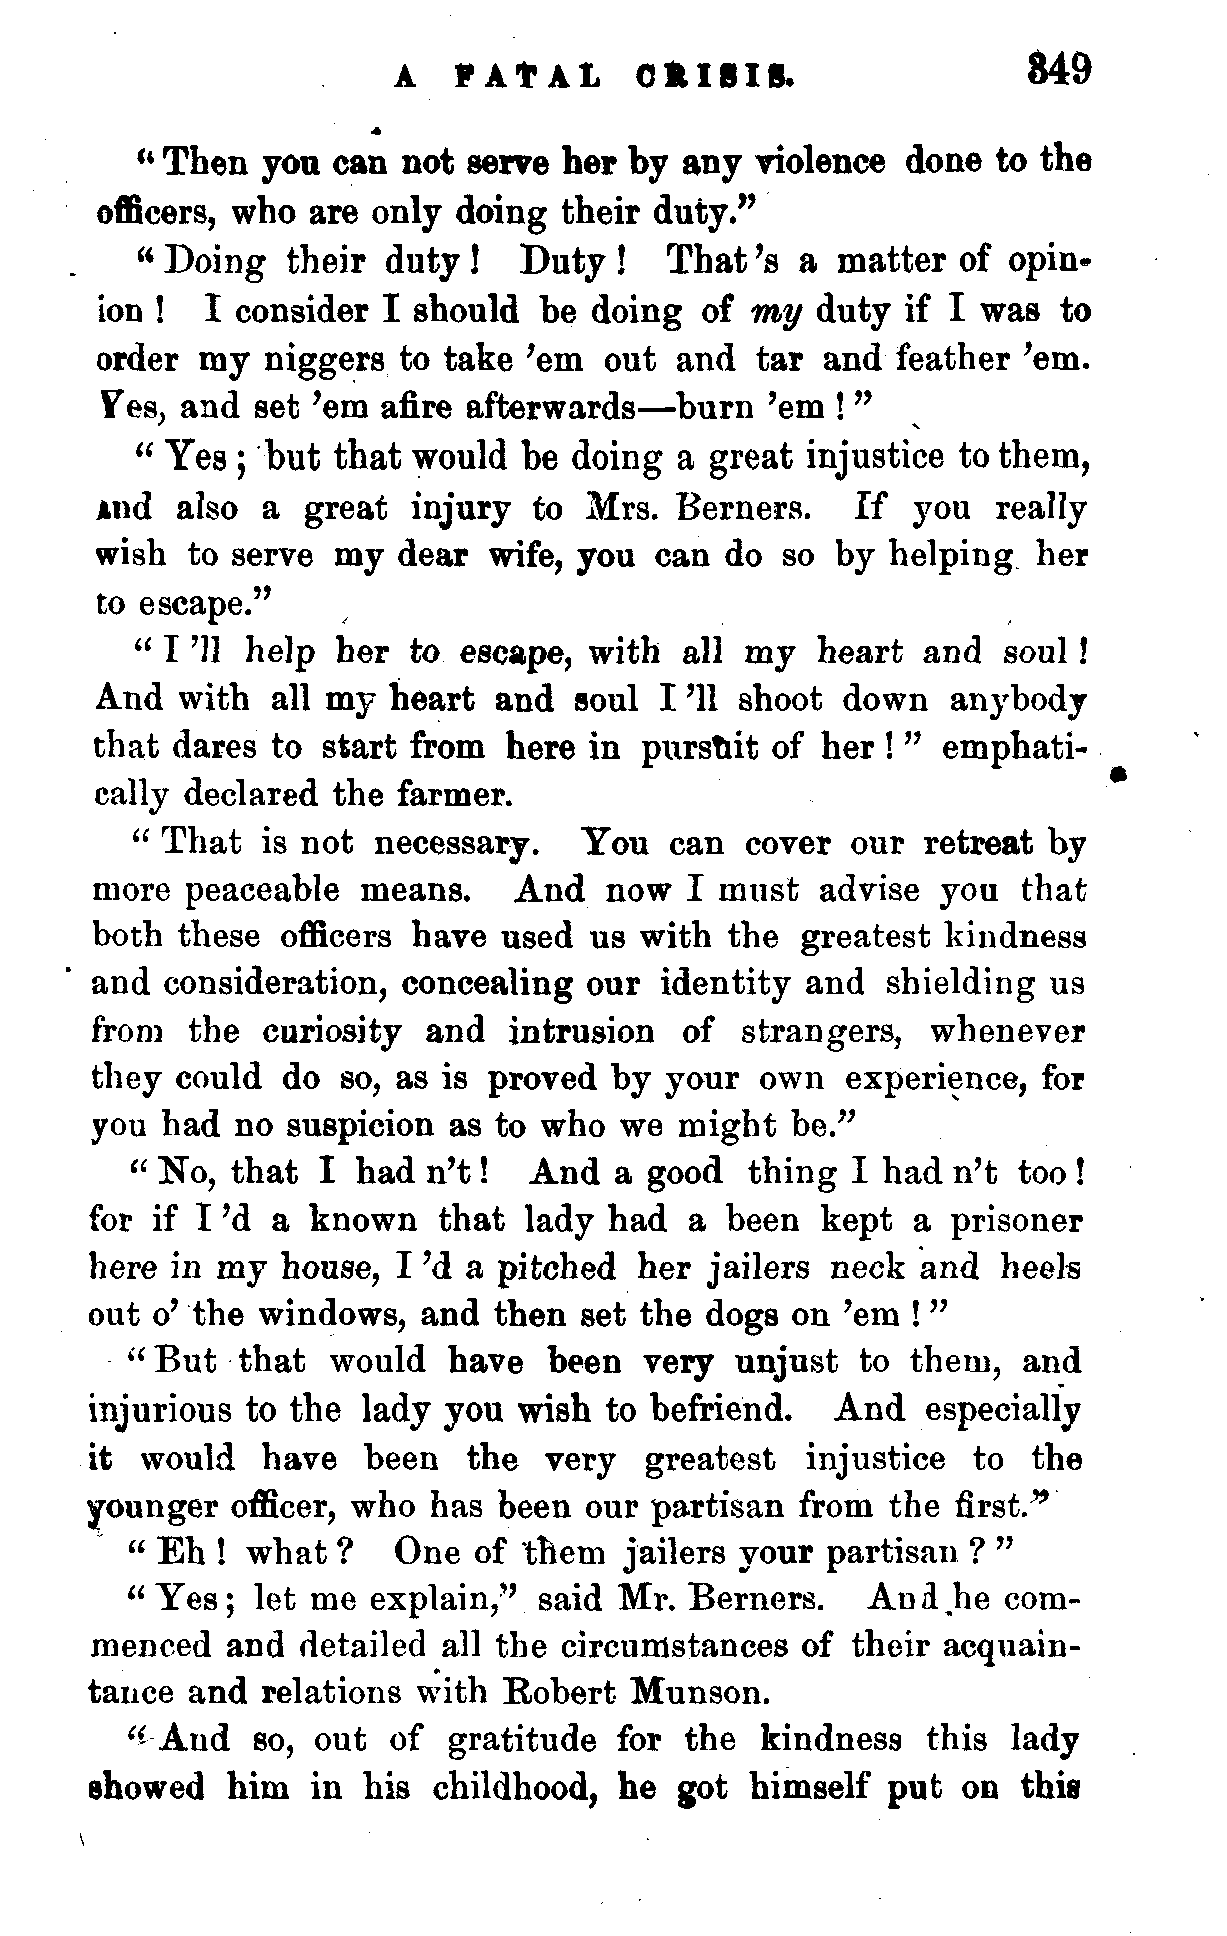 A FATAL CRISIS. 349
“Then you can not serve her by any violence done to the
officers, who are only doing their duty.”
“Doing their duty! Duty! That's a matter of opin-
ion! I consider I should be doing of my duty if I was to
order my niggers to take 'em out and tar and feather 'em.
Yes, and set 'em afire afterwards—burn 'em!”
“Yes; but that would be doing a great injustice to them,
and also a great injury to Mrs. Berners. If you really
wish to serve my dear wife, you can do so by helping her
to escape.”
“I'll help her to escape, with all my heart and soul!
And with all my heart and soul I'll shoot down anybody
that dares to start from here in pursuit of her!” emphati-
cally declared the farmer.
“That is not necessary. You can cover our retreat by
more peaceable means. And now I must advise you that
both these officers have used us with the greatest kindness
and consideration, concealing our identity and shielding us
from the curiosity and intrusion of strangers, whenever
they could do so, as is proved by your own experience, for
you had no suspicion as to who we might be.”
“No, that I had n't! And a good thing I had n't too!
for if I'd a known that lady had a been kept a prisoner
here in my house, I'd a pitched her jailers neck and heels
out o' the windows, and then set the dogs on 'em!”
“But that would have been very unjust to them, and
injurious to the lady you wish to befriend. And especially
it would have been the very greatest injustice to the
younger officer, who has been our partisan from the first.”
“Eh! what? One of them jailers your partisan?”
“Yes; let me explain,” said Mr. Berners. And he com-
menced and detailed all the circumstances of their acquain-
tance and relations with Robert Munson.
“And so, out of gratitude for the kindness this lady
showed him in his childhood, he got himself put on this